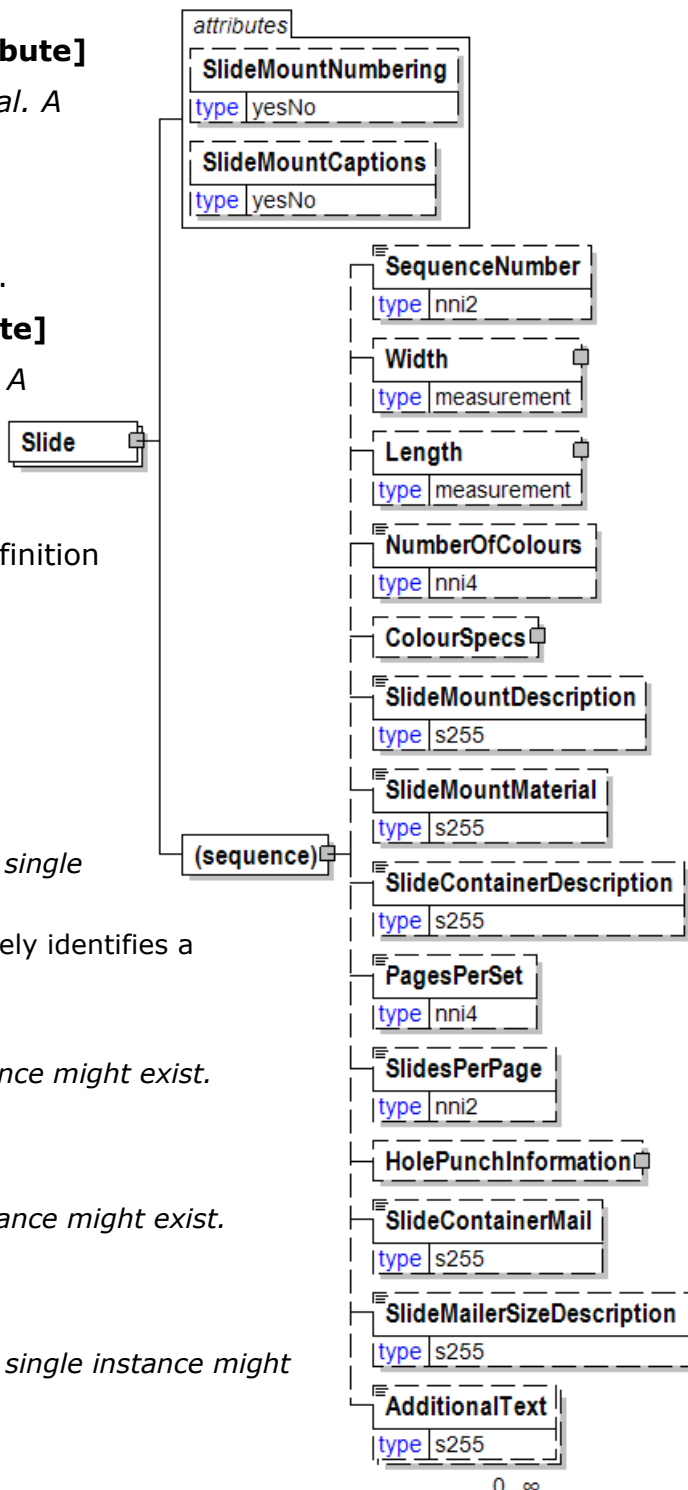 bute]
al. A
.
te]
A
finition
single
ely identifies a
nce might exist.
tance might exist.
single instance might
Slide
attributes
SlideMountNumbering
type yesNo
SlideMountCaptions
type yesNo
(sequence)
SequenceNumber
type nni2
Width
type measurement
Length
type measurement
NumberOfColours
type nni4
ColourSpecs
SlideMountDescription
type s255
SlideMountMaterial
type s255
SlideContainerDescription
type s255
PagesPerSet
type nni4
SlidesPerPage
type nni2
HolePunchInformation
SlideContainerMail
type s255
SlideMailerSizeDescription
type s255
AdditionalText
type s255
0 ∞